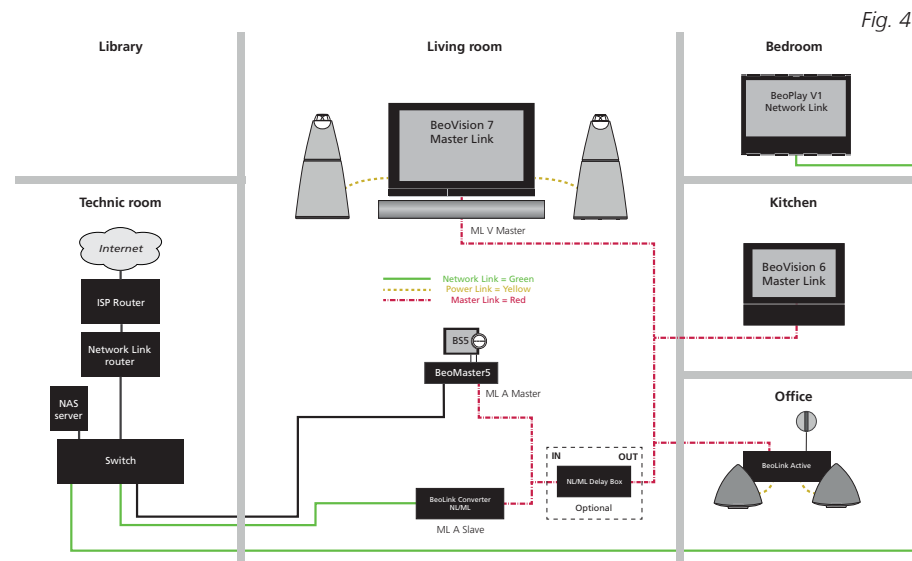 Fig. 4
Library
Living room
Bedroom
BeoPlay V1
Network Link
BeoVision 7
Master Link
ML V Master
Technic room
Internet
ISP Router
Network Link
router
NAS
server
Switch
Network Link = Green
Power Link = Yellow
Master Link = Red
BS5
BeoMaster5
ML A Master
BeoLink Converter
NL/ML
ML A Slave
IN
OUT
NL/ML Delay Box
Optional
Kitchen
BeoVision 6
Master Link
Office
BeoLink Active